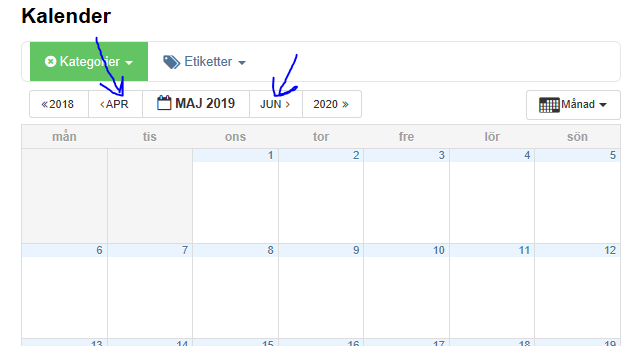 Kalender
Kategorier Etiketter
«2018 ‹APR MAJ 2019 JUN › 2020 » Månad
mån tis ons tor fre lör sön
1 2 3 4 5
6 7 8 9 10 11 12
13 14 15 16 17 18 19